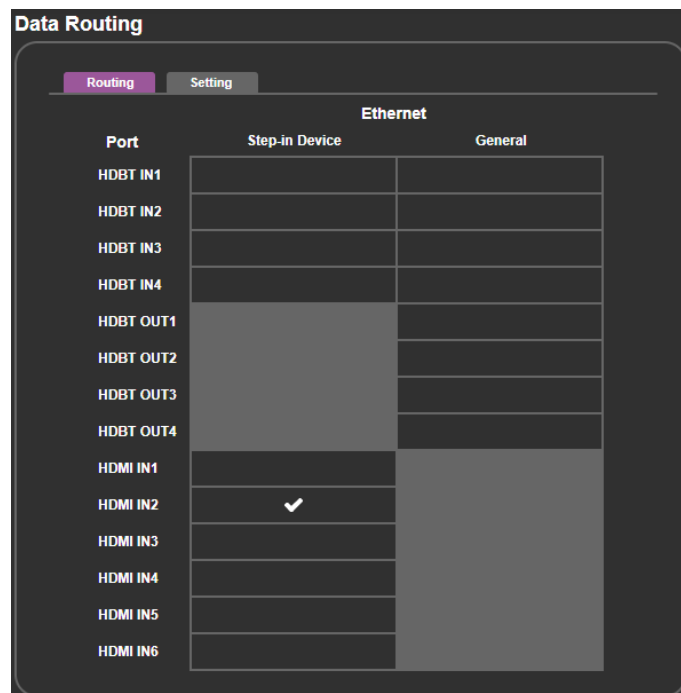 Data Routing
Routing Setting
Ethernet
Port Step-in Device General
HDBT IN1
HDBT IN2
HDBT IN3
HDBT IN4
HDBT OUT1
HDBT OUT2
HDBT OUT3
HDBT OUT4
HDMI IN1
HDMI IN2
HDMI IN3
HDMI IN4
HDMI IN5
HDMI IN6